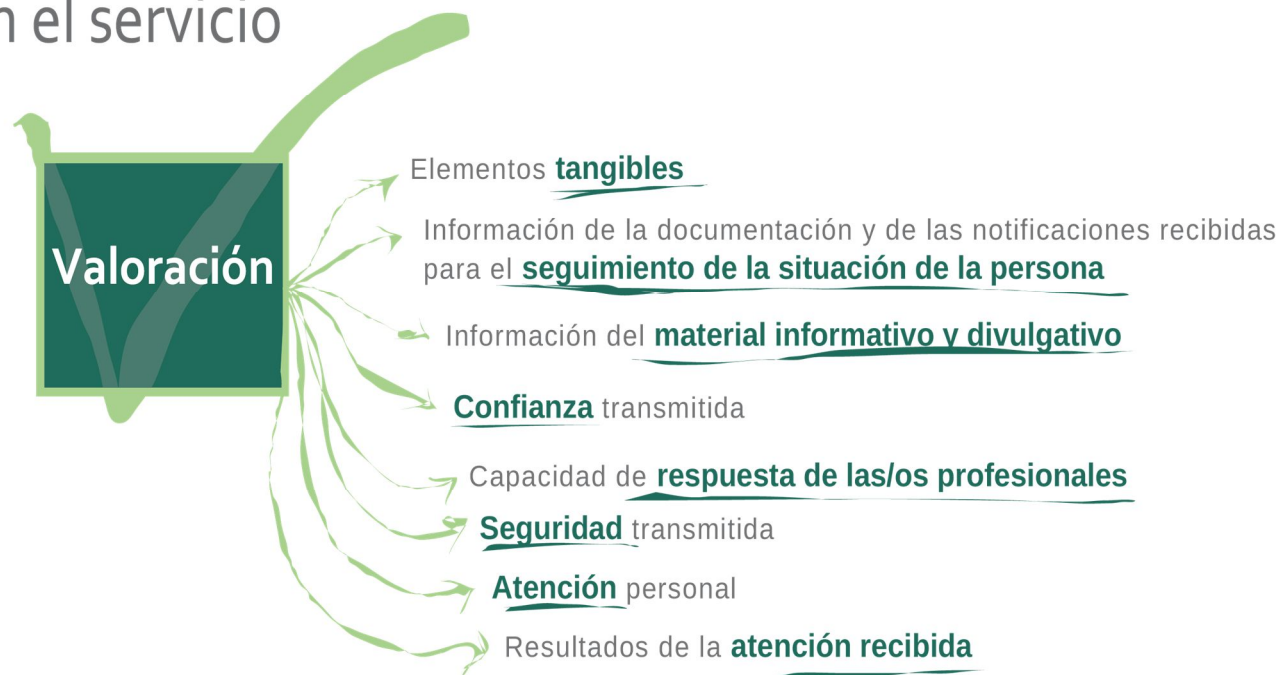 n el servicio
Valoración
Elementos tangibles
Información de la documentación y de las notificaciones recibidas
para el seguimiento de la situación de la persona
Información del material informativo y divulgativo
Confianza transmitida
Capacidad de respuesta de las/os profesionales
Seguridad transmitida
Atención personal
Resultados de la atención recibida